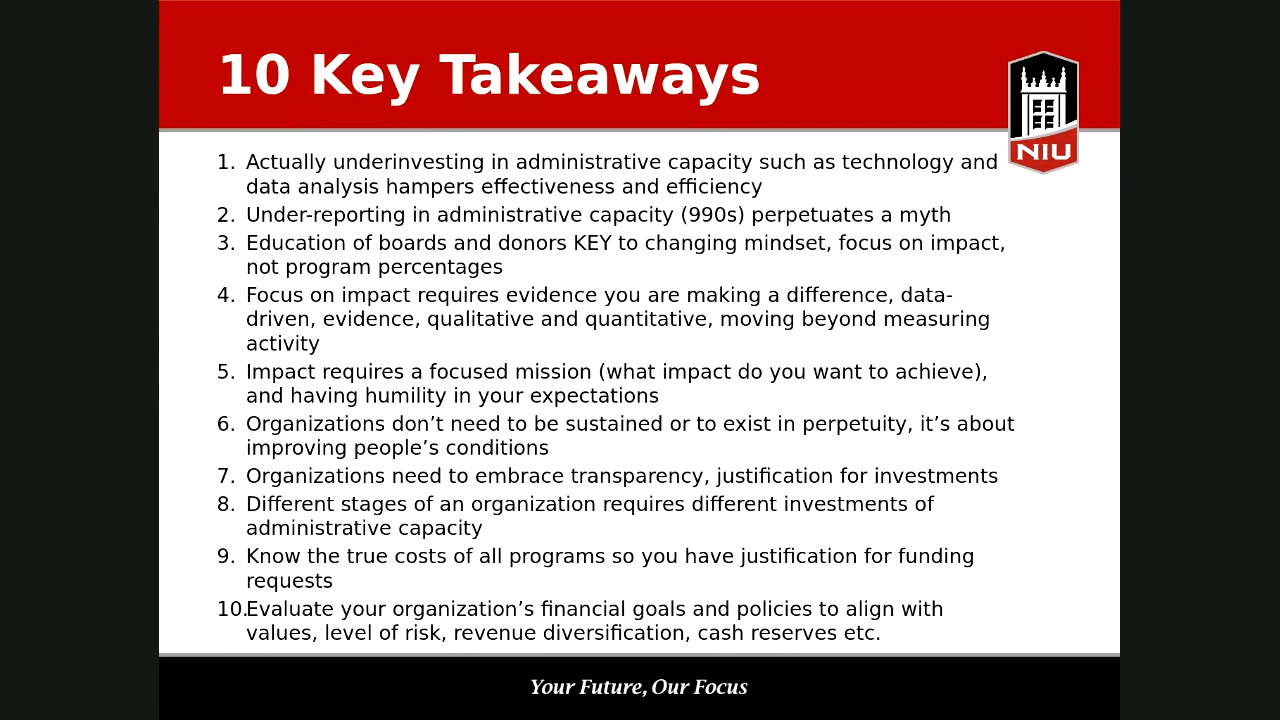 10 Key Takeaways
NIU
1. Actually underinvesting in administrative capacity such as technology and
data analysis hampers effectiveness and efficiency
2. Under-reporting in administrative capacity (990s) perpetuates a myth
3. Education of boards and donors KEY to changing mindset, focus on impact,
not program percentages
4. Focus on impact requires evidence you are making a difference, data-
driven, evidence, qualitative and quantitative, moving beyond measuring
activity
5. Impact requires a focused mission (what impact do you want to achieve),
and having humility in your expectations
6. Organizations don’t need to be sustained or to exist in perpetuity, it’s about
improving people’s conditions
7. Organizations need to embrace transparency, justification for investments
8. Different stages of an organization requires different investments of
administrative capacity
9. Know the true costs of all programs so you have justification for funding
requests
10.Evaluate your organization’s financial goals and policies to align with
values, level of risk, revenue diversification, cash reserves etc.
Your Future, Our Focus